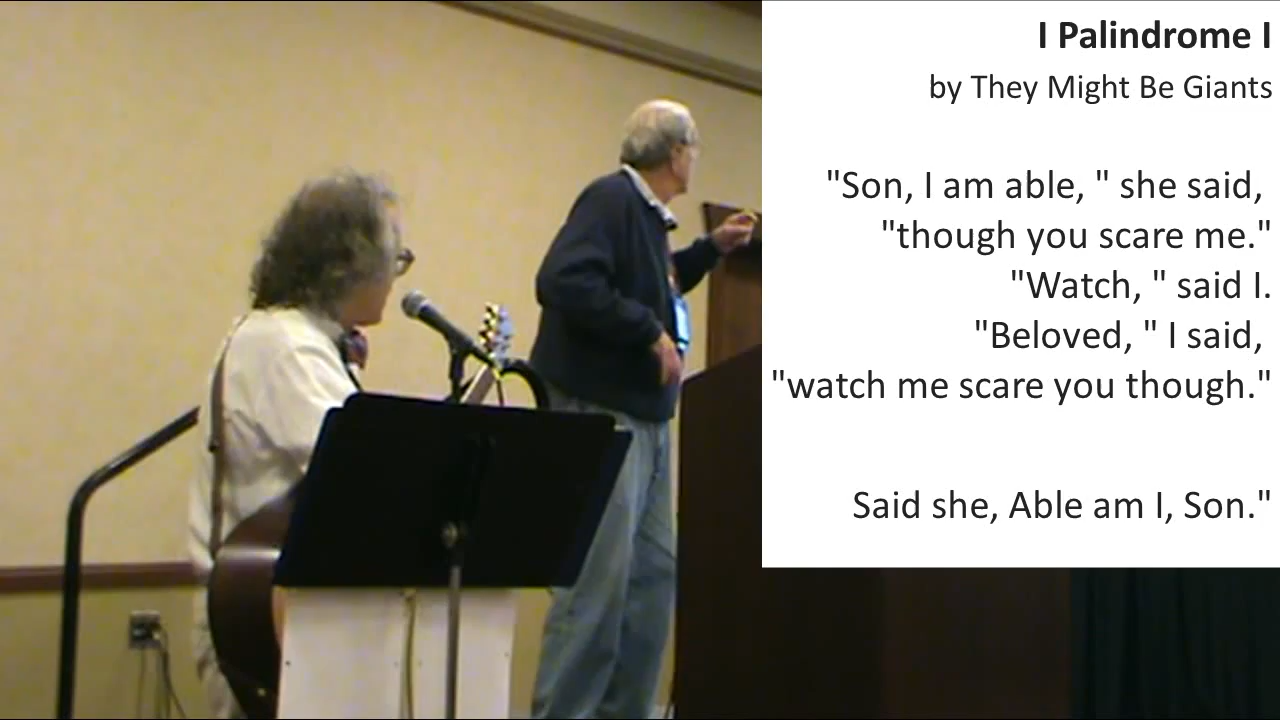 I Palindrome I
by They Might Be Giants
"Son, I am able, " she said,
"though you scare me."
"Watch, " said I.
"Beloved, " I said,
"watch me scare you though."
Said she, Able am I, Son."